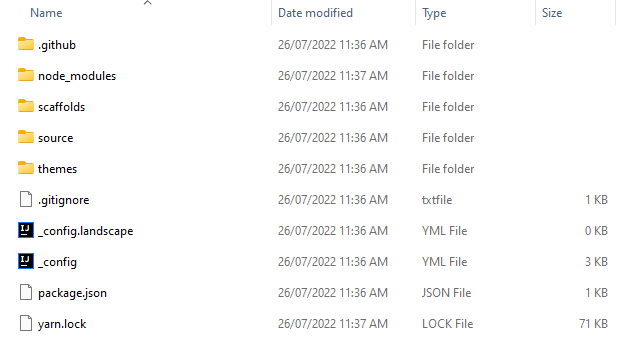 Name Date modified Type Size
.github 26/07/2022 11:36 AM File folder
node_modules 26/07/2022 11:37 AM File folder
scaffolds 26/07/2022 11:36 AM File folder
source 26/07/2022 11:36 AM File folder
themes 26/07/2022 11:36 AM File folder
.gitignore 26/07/2022 11:36 AM txtfile 1 KB
_config.landscape 26/07/2022 11:36 AM YML File 0 KB
_config 26/07/2022 11:36 AM YML File 3 KB
package.json 26/07/2022 11:36 AM JSON File 1 KB
yarn.lock 26/07/2022 11:37 AM LOCK File 71 KB